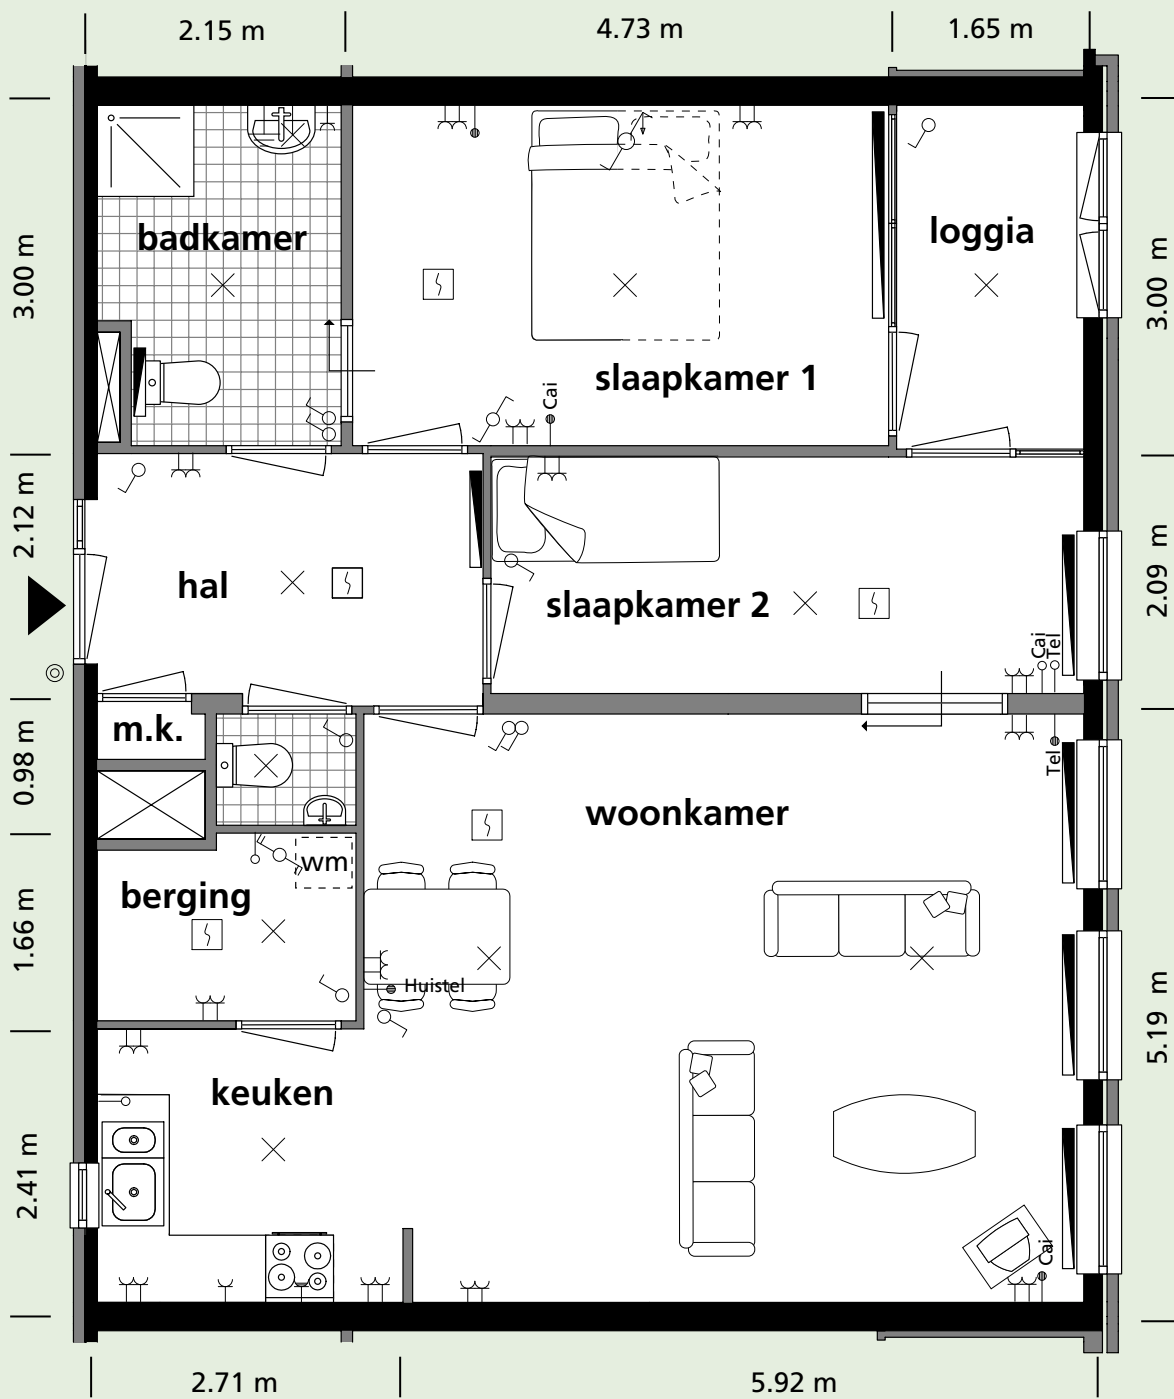 2.15 m
4.73 m
1.65 m
3.00 m
badkamer
loggia
3.00 m
slaapkamer 1
Cai
2.12 m
hal
slaapkamer 2
2.09 m
Cai
Tel
m.k.
0.98 m
Tel
woonkamer
wm
berging
1.66 m
Huistel
5.19 m
keuken
2.41 m
Cai
2.71 m
5.92 m